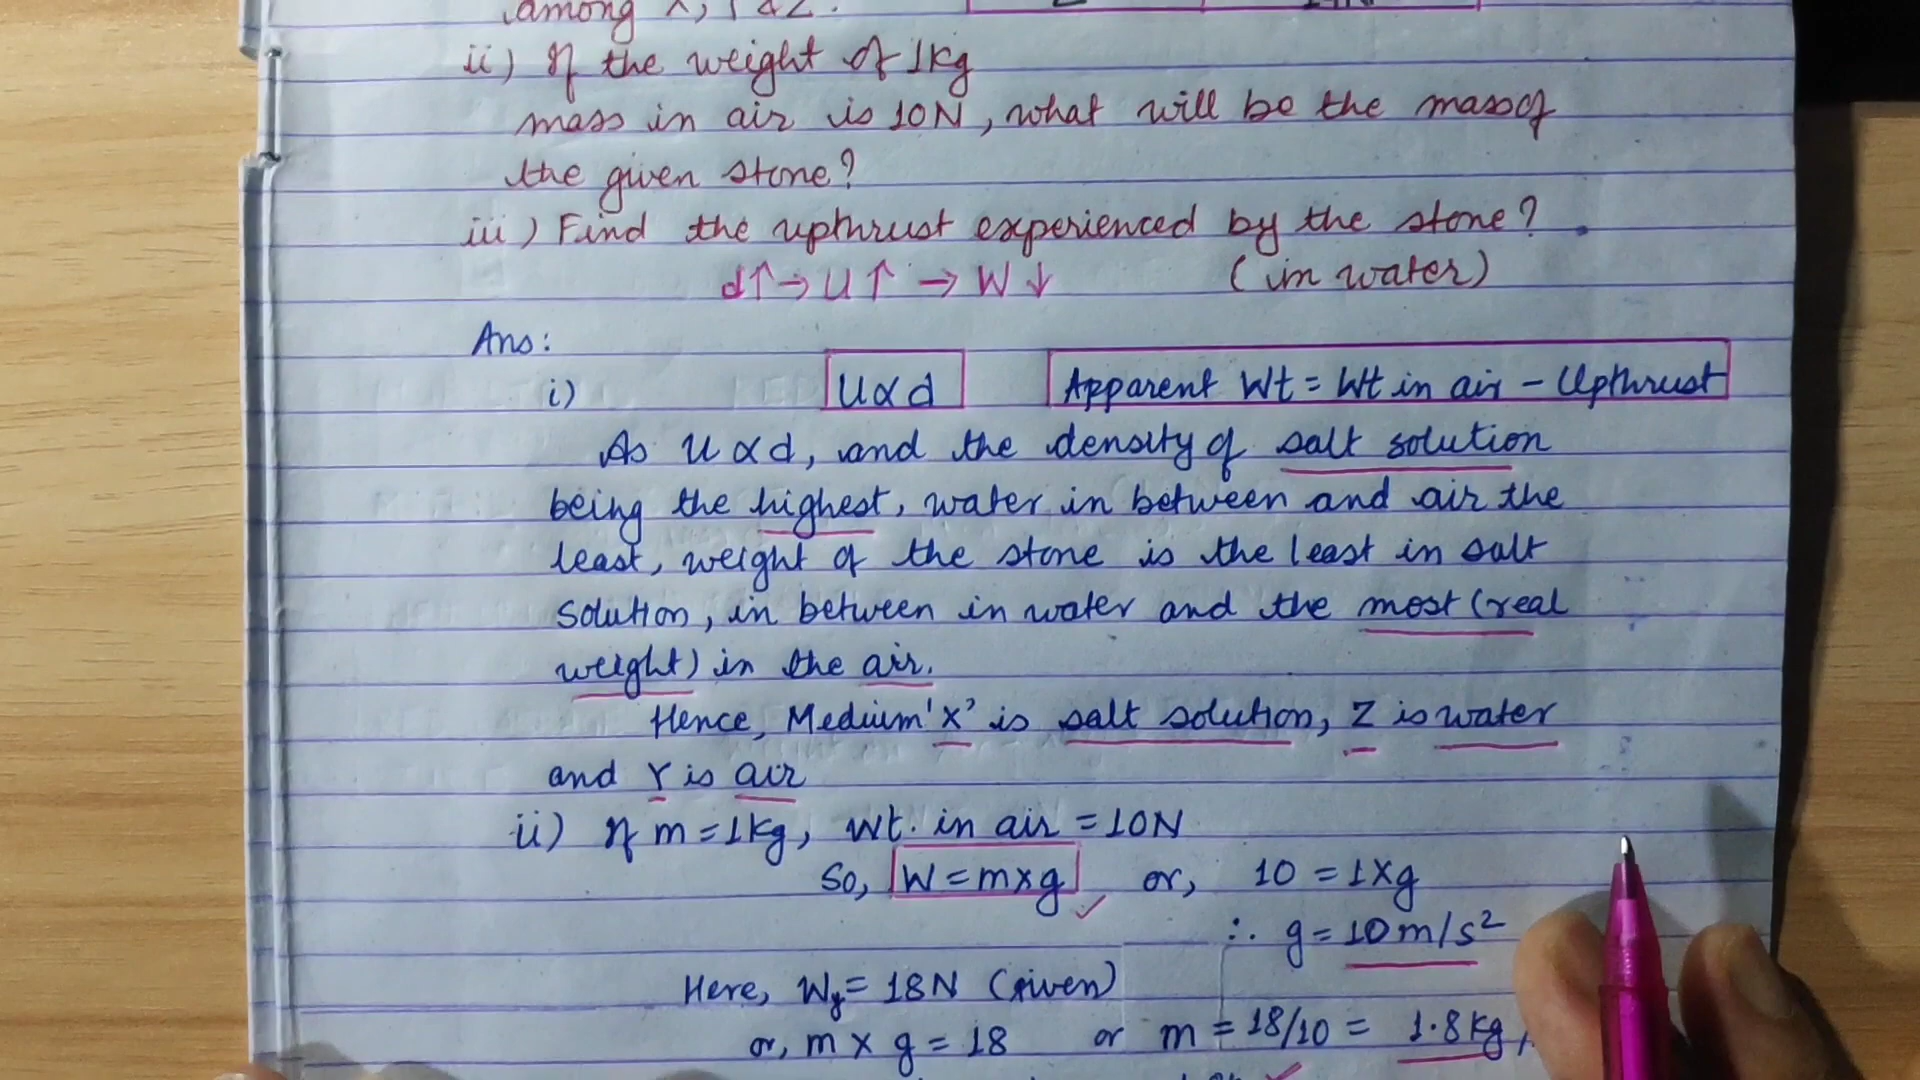 among X, Y & Z.
ii) If the weight of 1kg
mass in air is 10N, what will be the mass of
the given stone?
iii) Find the upthrust experienced by the stone?
d↑→U↑→W↓ (in water)
Ans:
i) U∝d Apparent Wt = Wt in air – Upthrust
As U∝d, and the density of salt solution
being the highest, water in between and air the
least, weight of the stone is the least in salt
solution, in between in water and the most (real
weight) in the air.
Hence, Medium 'X' is salt solution, Z is water
and Y is air
ii) If m = 1kg, Wt. in air = 10N
So, W = m×g or, 10 = 1×g
∴ g = 10 m/s²
Here, Wy = 18N (Given)
or, m × g = 18 or m = 18/10 = 1.8kg,